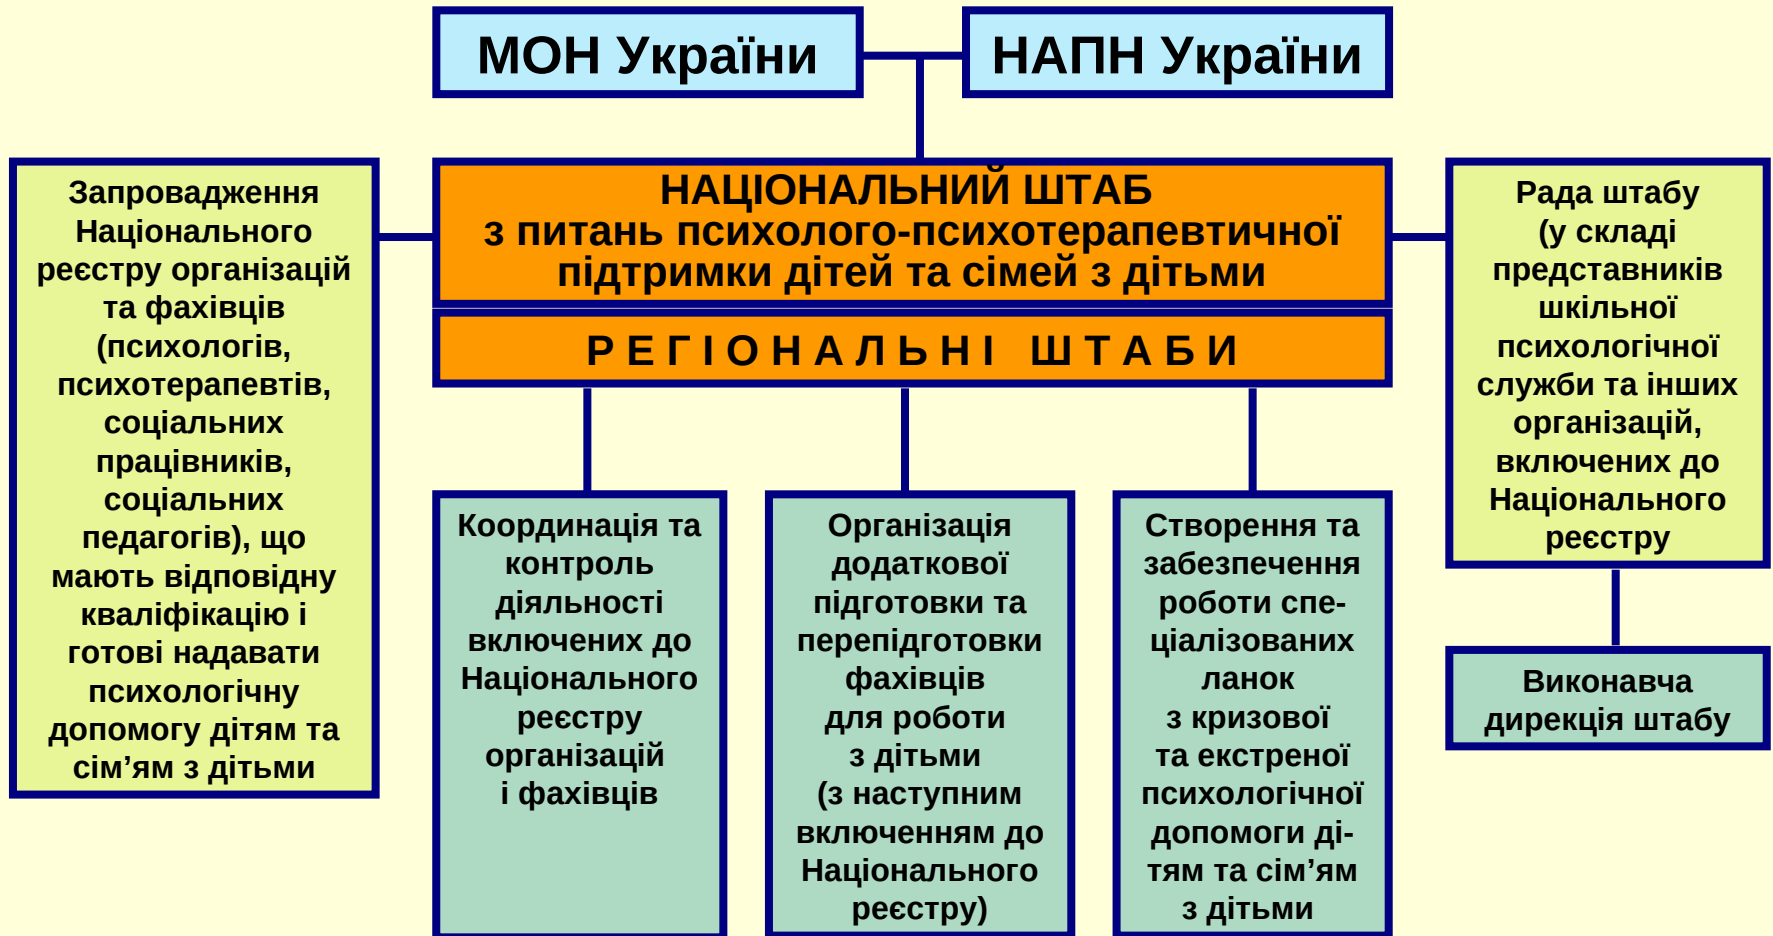 МОН України
НАПН України
НАЦІОНАЛЬНИЙ ШТАБ
з питань психолого-психотерапевтичної
підтримки дітей та сімей з дітьми
РЕГІОНАЛЬНІ ШТАБИ
Запровадження
Національного
реєстру організацій
та фахівців
(психологів,
психотерапевтів,
соціальних
працівників,
соціальних
педагогів), що
мають відповідну
кваліфікацію і
готові надавати
психологічну
допомогу дітям та
сім’ям з дітьми
Координація та
контроль
діяльності
включених до
Національного
реєстру
організацій
і фахівців
Організація
додаткової
підготовки та
перепідготовки
фахівців
для роботи
з дітьми
(з наступним
включенням до
Національного
реєстру)
Створення та
забезпечення
роботи спе-
ціалізованих
ланок
з кризової
та екстреної
психологічної
допомоги ді-
тям та сім’ям
з дітьми
Рада штабу
(у складі
представників
шкільної
психологічної
служби та інших
організацій,
включених до
Національного
реєстру
Виконавча
дирекція штабу